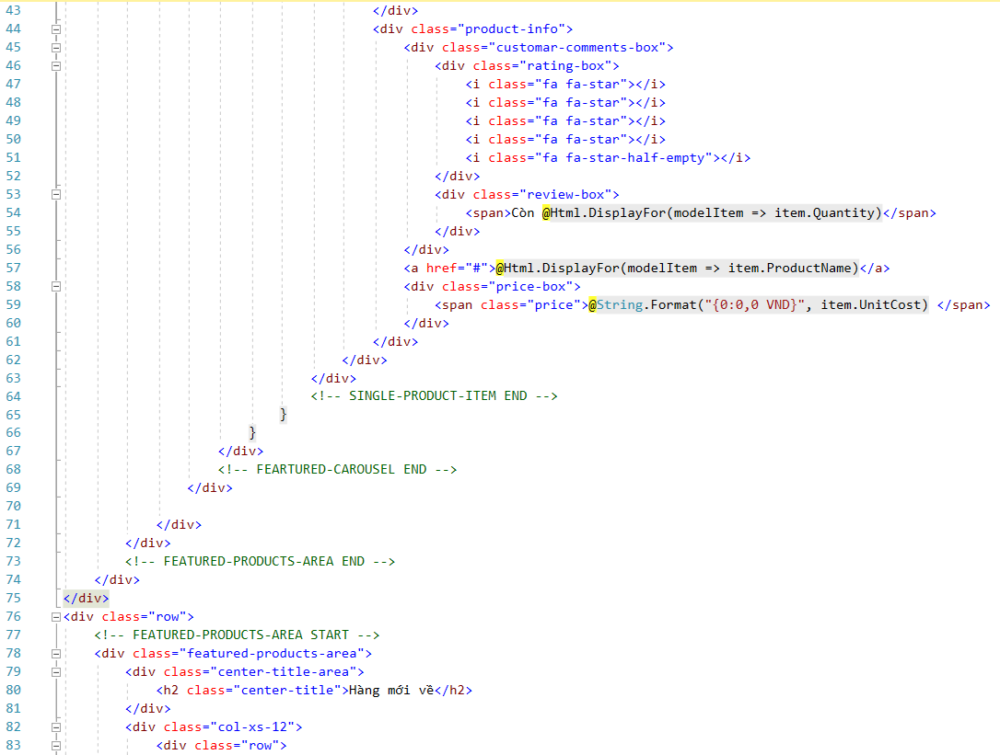 43 </div>
44 <div class="product-info">
45 <div class="customar-comments-box">
46 <div class="rating-box">
47 <i class="fa fa-star"></i>
48 <i class="fa fa-star"></i>
49 <i class="fa fa-star"></i>
50 <i class="fa fa-star"></i>
51 <i class="fa fa-star-half-empty"></i>
52 </div>
53 <div class="review-box">
54 <span>Còn @Html.DisplayFor(modelItem => item.Quantity)</span>
55 </div>
56 </div>
57 <a href="#">@Html.DisplayFor(modelItem => item.ProductName)</a>
58 <div class="price-box">
59 <span class="price">@String.Format("{0:0,0 VND}", item.UnitCost) </span>
60 </div>
61 </div>
62 </div>
63 </div>
64 <!-- SINGLE-PRODUCT-ITEM END -->
65 }
66 }
67 </div>
68 <!-- FEARTURED-CAROUSEL END -->
69 </div>
70
71 </div>
72 </div>
73 <!-- FEATURED-PRODUCTS-AREA END -->
74 </div>
75 </div>
76 <div class="row">
77 <!-- FEATURED-PRODUCTS-AREA START -->
78 <div class="featured-products-area">
79 <div class="center-title-area">
80 <h2 class="center-title">Hàng mới về</h2>
81 </div>
82 <div class="col-xs-12">
83 <div class="row">